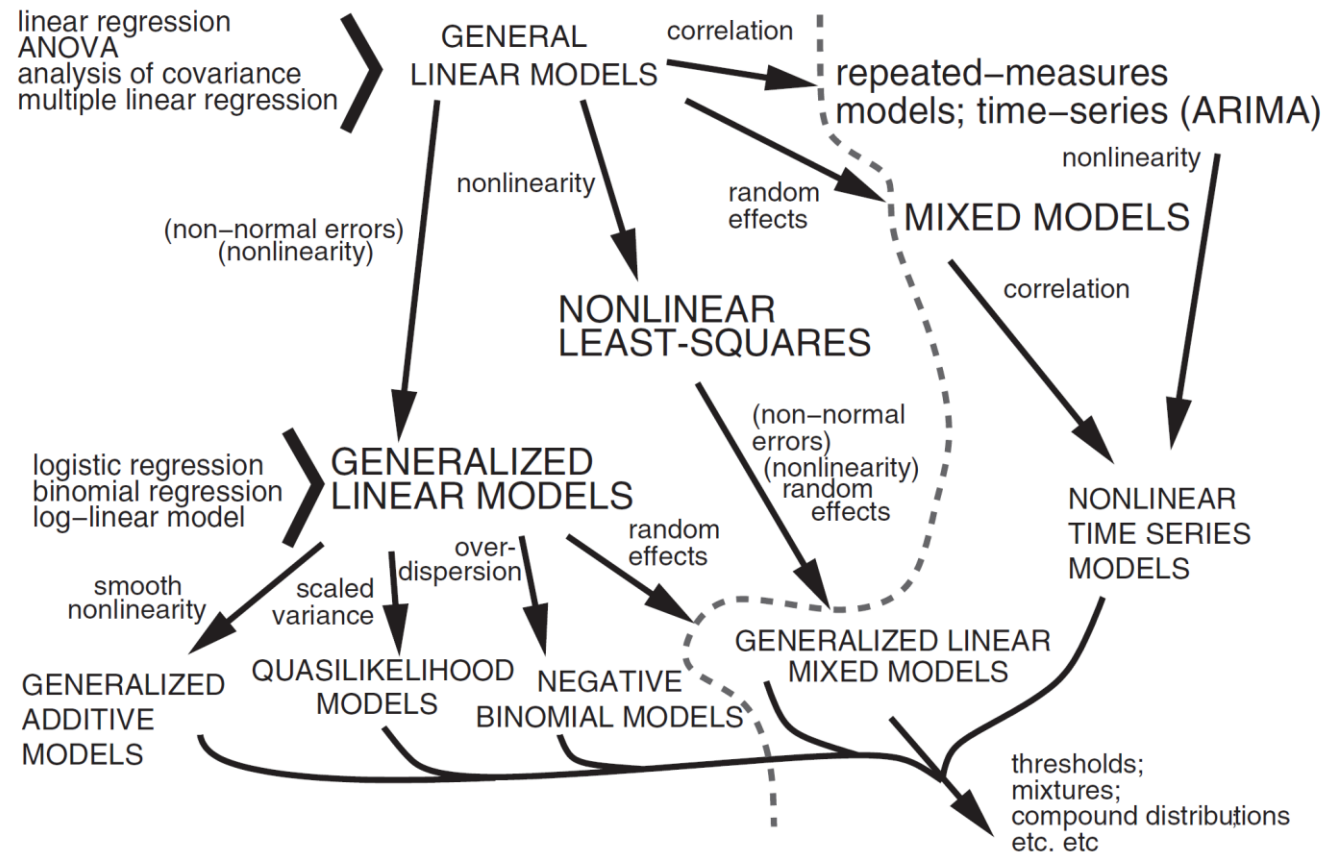 linear regression
ANOVA
analysis of covariance
multiple linear regression
GENERAL
LINEAR MODELS
correlation
repeated−measures
models; time−series (ARIMA)
nonlinearity
nonlinearity
random
effects
MIXED MODELS
(non−normal errors)
(nonlinearity)
correlation
NONLINEAR
LEAST-SQUARES
(non−normal
errors)
(nonlinearity)
random
effects
logistic regression
binomial regression
log−linear model
GENERALIZED
LINEAR MODELS
NONLINEAR
TIME SERIES
MODELS
smooth
nonlinearity
scaled
variance
over-
dispersion
random
effects
GENERALIZED
ADDITIVE
MODELS
QUASILIKELIHOOD
MODELS
NEGATIVE
BINOMIAL MODELS
GENERALIZED LINEAR
MIXED MODELS
thresholds;
mixtures;
compound distributions
etc. etc